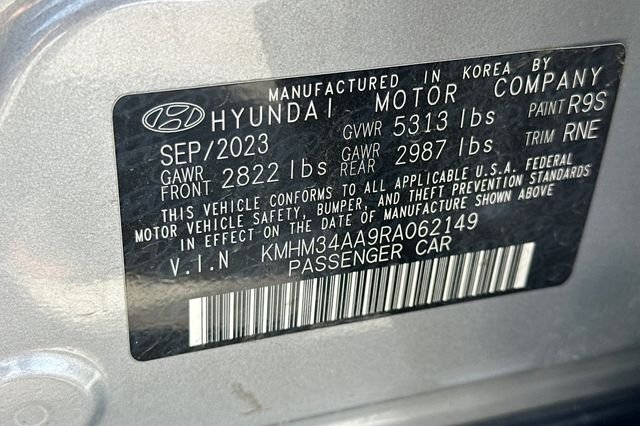 MANUFACTURED IN KOREA BY
HYUNDAI MOTOR COMPANY
SEP/2023 GVWR 5313 lbs PAINT R9S
GAWR FRONT 2822 lbs GAWR REAR 2987 lbs TRIM RNE
THIS VEHICLE CONFORMS TO ALL APPLICABLE U.S.A. FEDERAL
MOTOR VEHICLE SAFETY, BUMPER, AND THEFT PREVENTION STANDARDS
IN EFFECT ON THE DATE OF MANUFACTURE SHOWN ABOVE
V.I.N KMHM34AA9RA062149
PASSENGER CAR